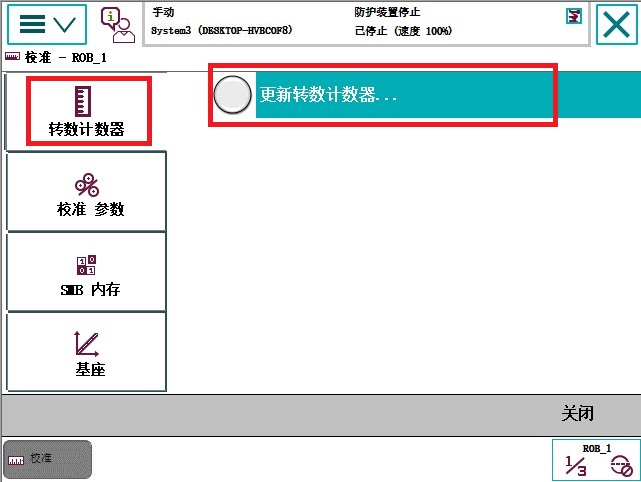 手动
防护装置停止
System3 (DESKTOP-HVBCOF8)
已停止 (速度 100%)
校准 - ROB_1
转数计数器
更新转数计数器...
校准 参数
SMB 内存
基座
关闭
校准
ROB_1
1/3